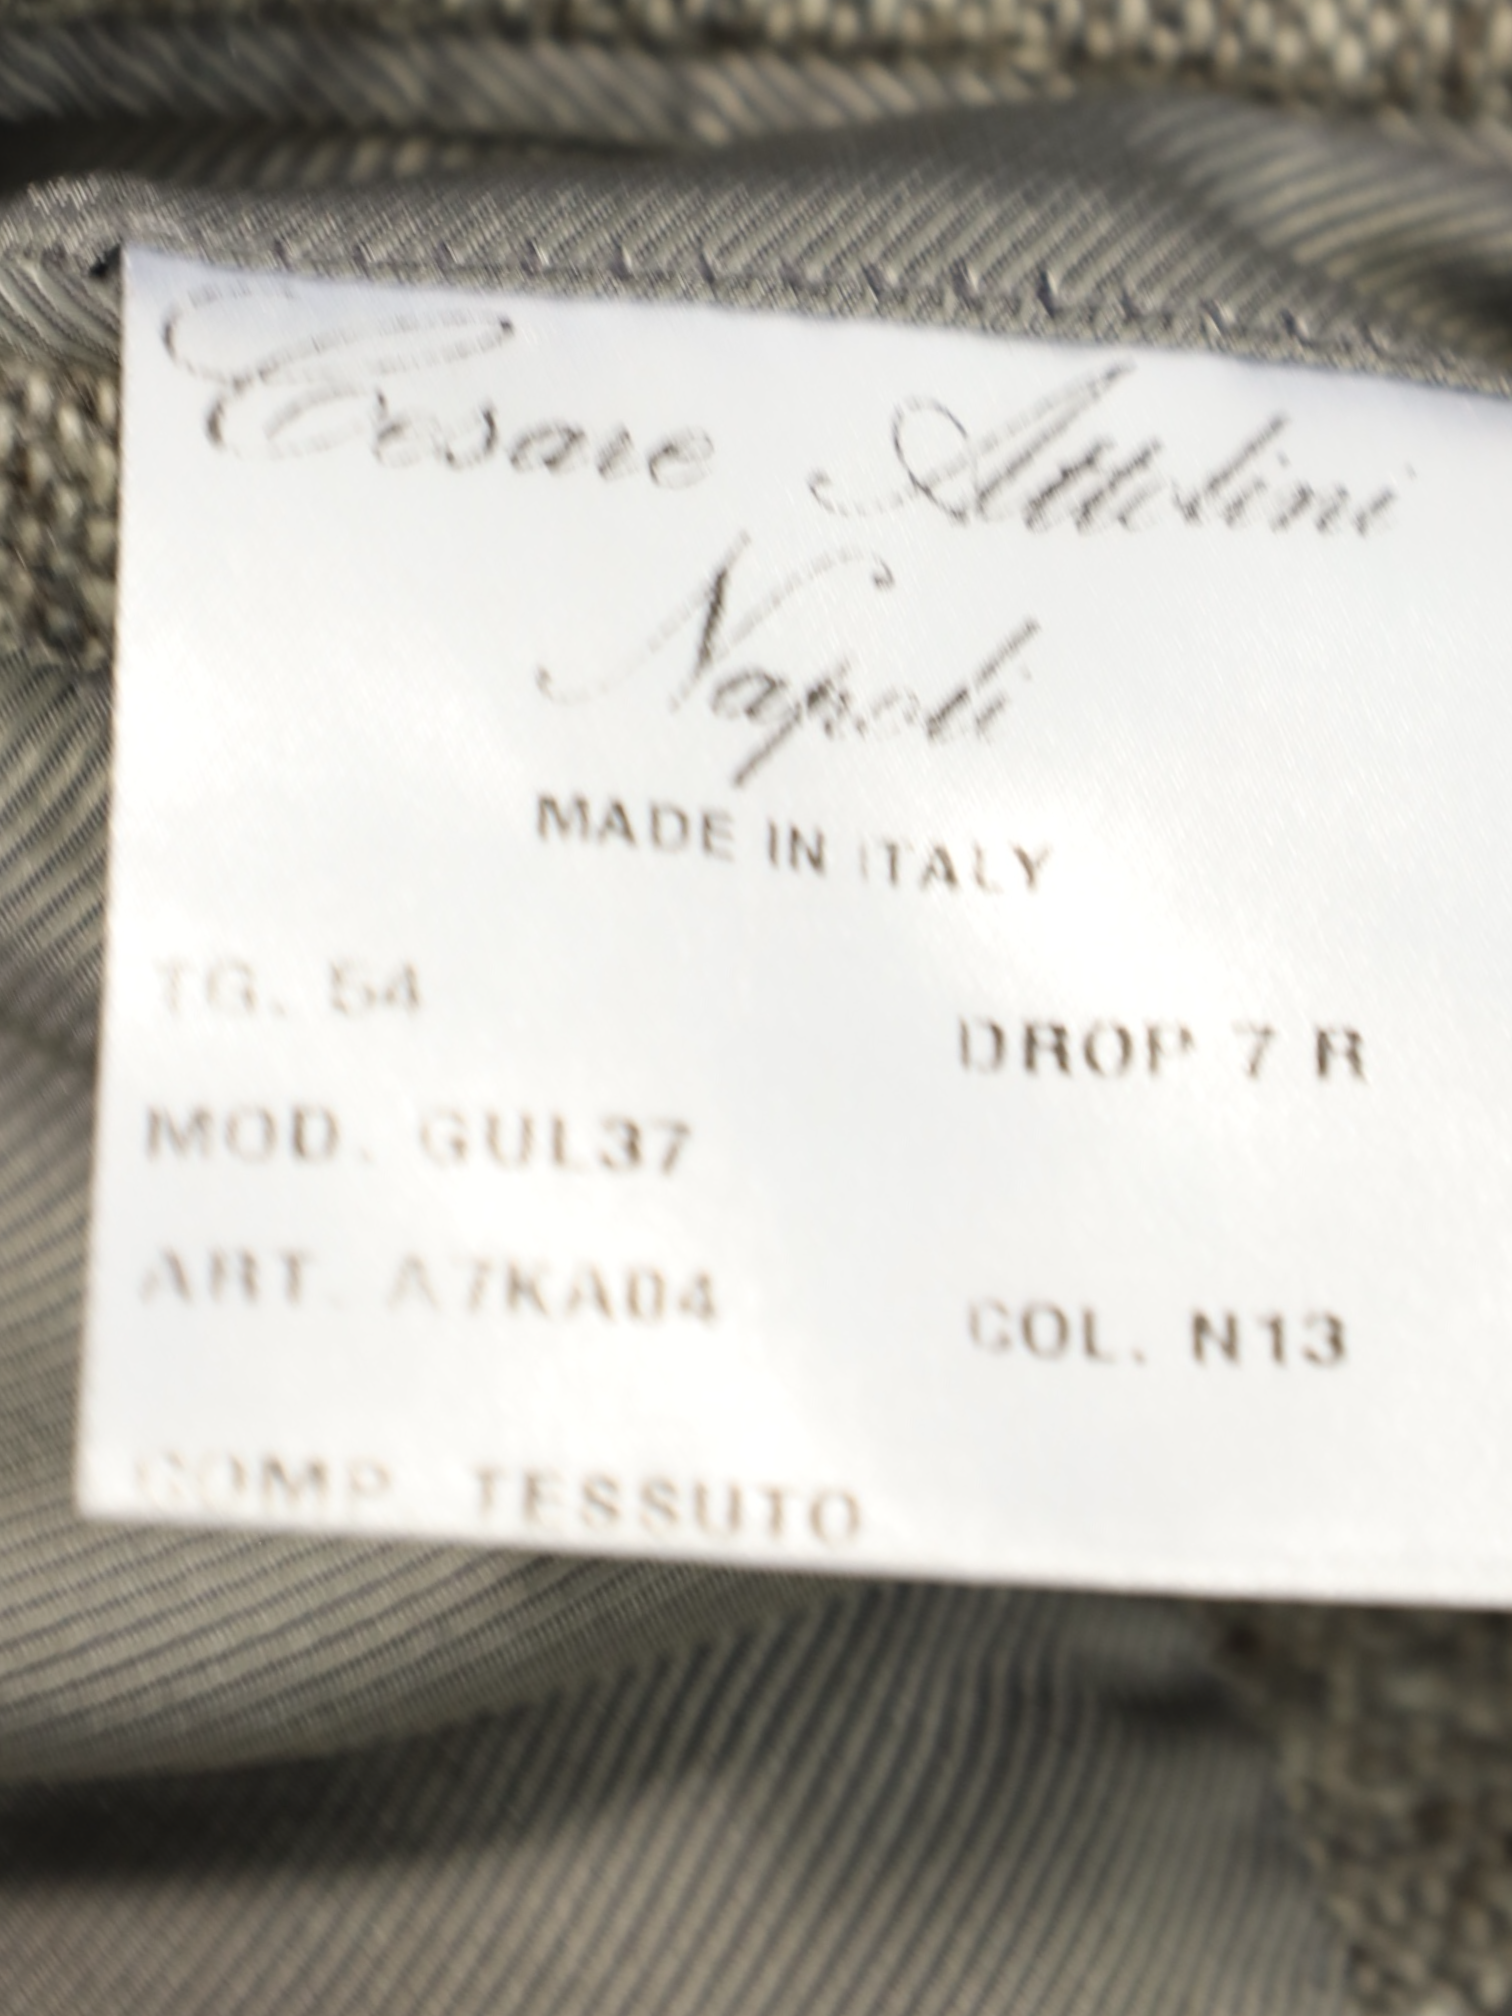 Cesare Attolini
Napoli
MADE IN ITALY
TG. 54 DROP 7 R
MOD. GUL37
ART. A7KA04 COL. N13
COMP. TESSUTO